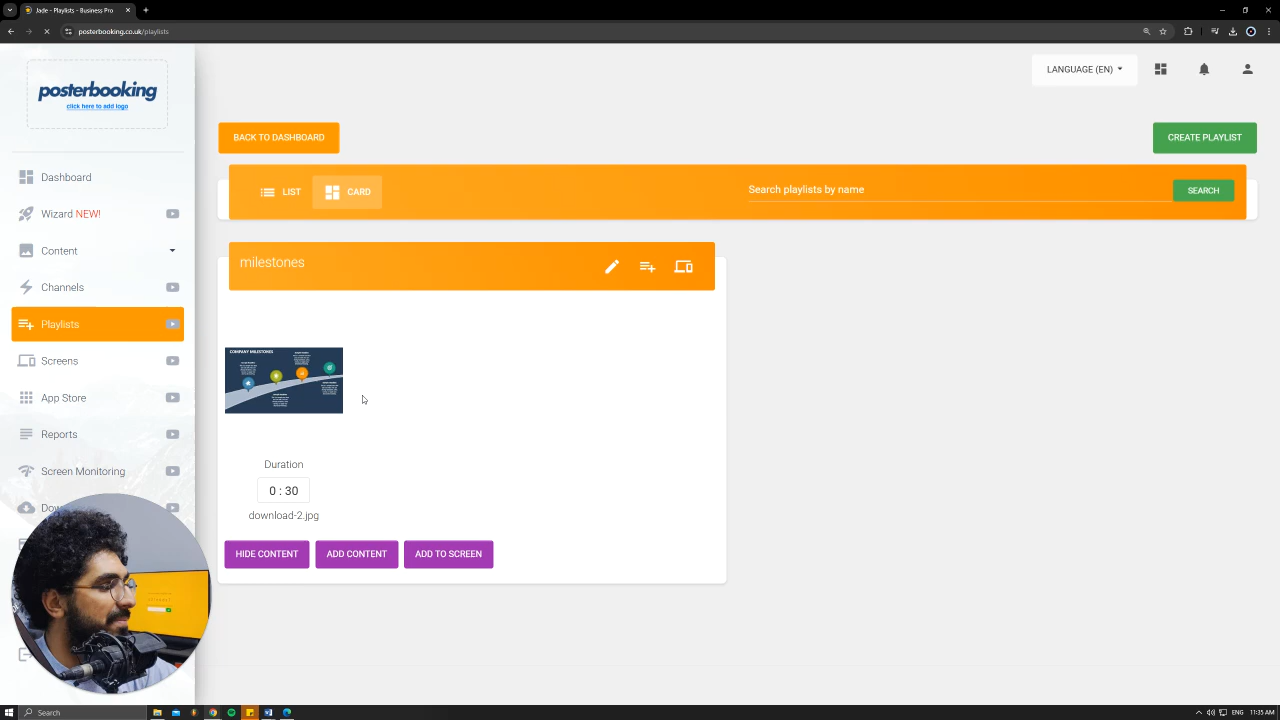 Jade - Playlists - Business Pro
posterbooking.co.uk/playlists
posterbooking
click here to add logo
LANGUAGE (EN)
BACK TO DASHBOARD
CREATE PLAYLIST
LIST
CARD
Search playlists by name
SEARCH
Dashboard
Wizard NEW!
Content
Channels
Playlists
Screens
App Store
Reports
Screen Monitoring
milestones
COMPANY MILESTONES
Duration
0 : 30
download-2.jpg
HIDE CONTENT
ADD CONTENT
ADD TO SCREEN
Search
ENG
11:35 AM